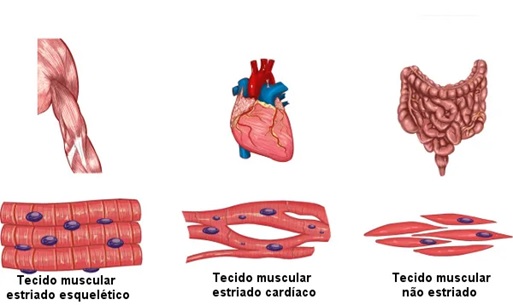 Tecido muscular
estriado esquelético
Tecido muscular
estriado cardíaco
Tecido muscular
não estriado